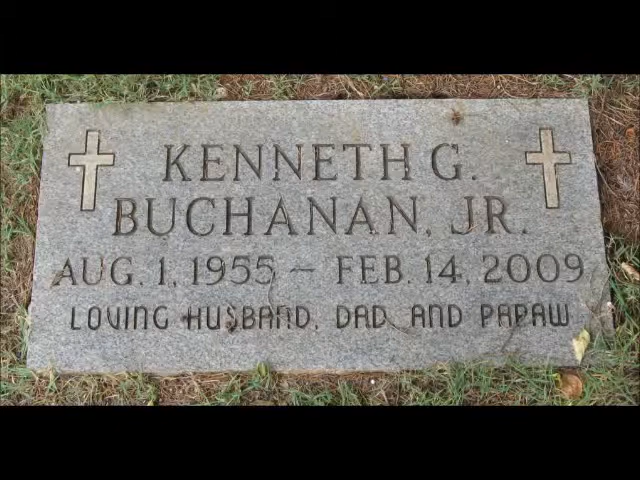 KENNETH G.
BUCHANAN, JR.
AUG. 1, 1955 – FEB. 14, 2009
LOVING HUSBAND, DAD AND PAPAW